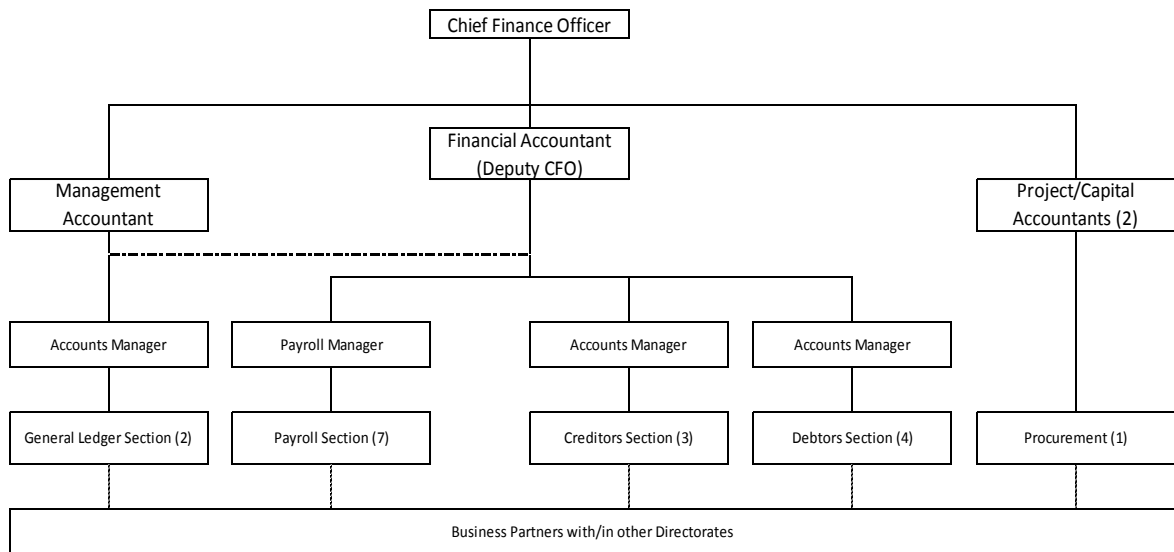 Chief Finance Officer
Financial Accountant
(Deputy CFO)
Management
Accountant
Project/Capital
Accountants (2)
Accounts Manager
Payroll Manager
Accounts Manager
Accounts Manager
General Ledger Section (2)
Payroll Section (7)
Creditors Section (3)
Debtors Section (4)
Procurement (1)
Business Partners with/in other Directorates